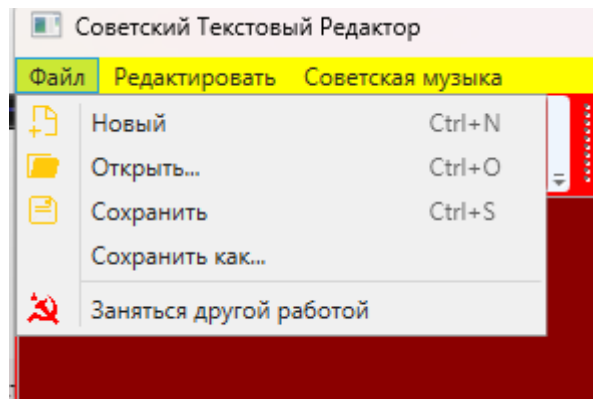 Советский Текстовый Редактор
Файл Редактировать Советская музыка
Новый Ctrl+N
Открыть... Ctrl+O
Сохранить Ctrl+S
Сохранить как...
Заняться другой работой